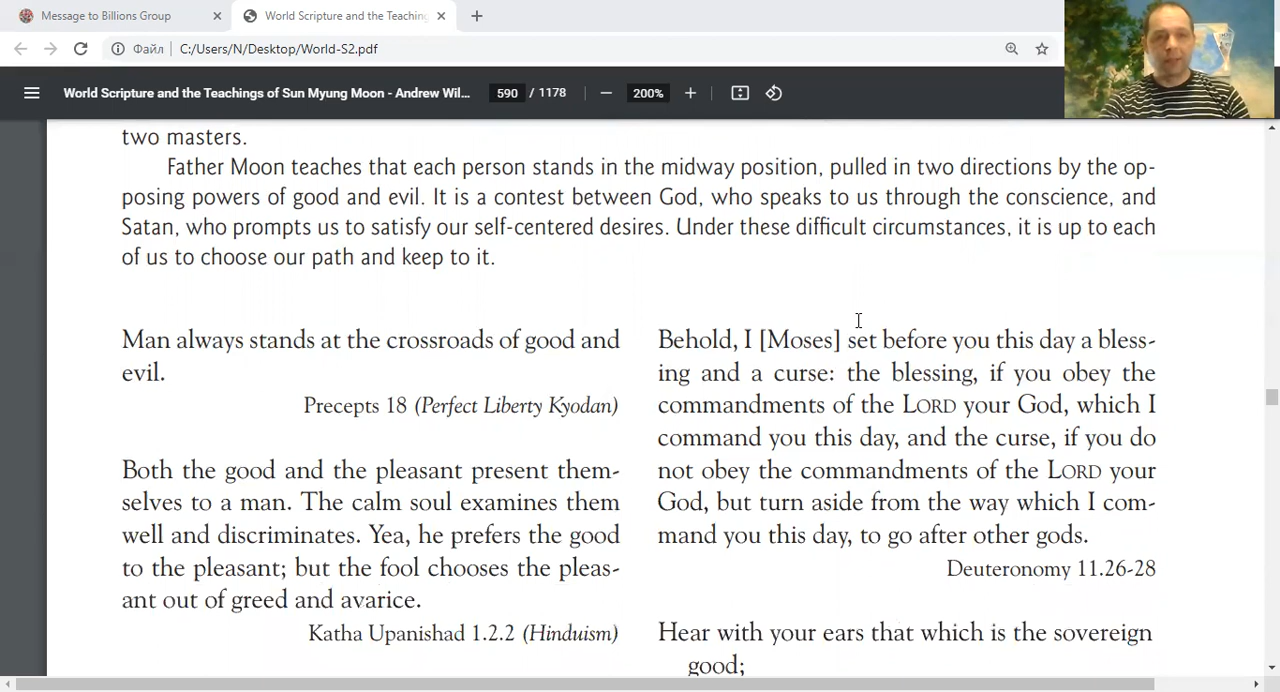 Message to Billions Group
World Scripture and the Teaching
Файл
C:/Users/N/Desktop/World-S2.pdf
World Scripture and the Teachings of Sun Myung Moon - Andrew Wil...
590 / 1178
200%
two masters.
Father Moon teaches that each person stands in the midway position, pulled in two directions by the op-
posing powers of good and evil. It is a contest between God, who speaks to us through the conscience, and
Satan, who prompts us to satisfy our self-centered desires. Under these difficult circumstances, it is up to each
of us to choose our path and keep to it.
Man always stands at the crossroads of good and
evil.
Precepts 18 (Perfect Liberty Kyodan)
Both the good and the pleasant present them-
selves to a man. The calm soul examines them
well and discriminates. Yea, he prefers the good
to the pleasant; but the fool chooses the pleas-
ant out of greed and avarice.
Katha Upanishad 1.2.2 (Hinduism)
Behold, I [Moses] set before you this day a bless-
ing and a curse: the blessing, if you obey the
commandments of the LORD your God, which I
command you this day, and the curse, if you do
not obey the commandments of the LORD your
God, but turn aside from the way which I com-
mand you this day, to go after other gods.
Deuteronomy 11.26-28
Hear with your ears that which is the sovereign
good;